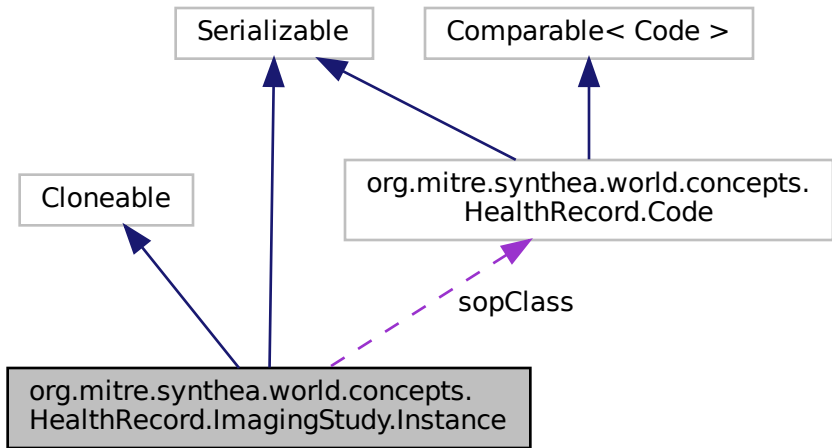 Serializable
Comparable< Code >
Cloneable
org.mitre.synthea.world.concepts.
HealthRecord.Code
sopClass
org.mitre.synthea.world.concepts.
HealthRecord.ImagingStudy.Instance